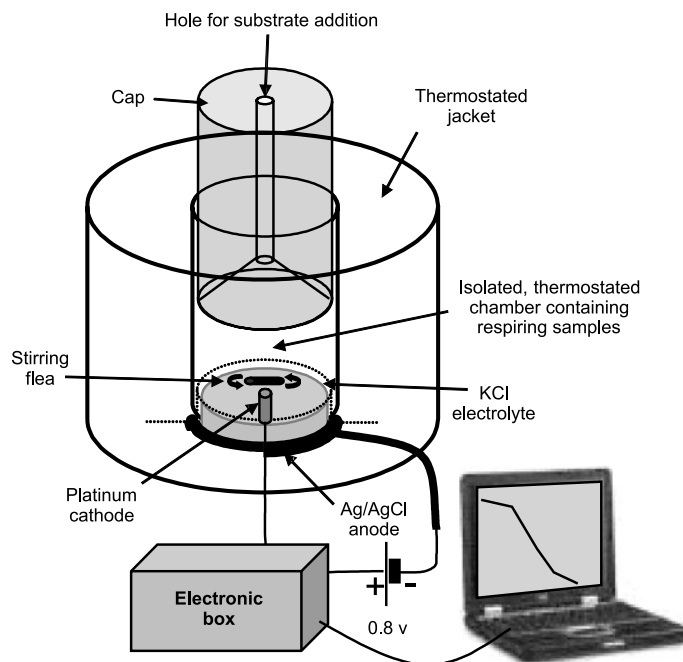 Hole for substrate addition
Cap
Thermostated
jacket
Isolated, thermostated
chamber containing
respiring samples
Stirring
flea
KCl
electrolyte
Platinum
cathode
Ag/AgCl
anode
Electronic
box
+
-
0.8 v